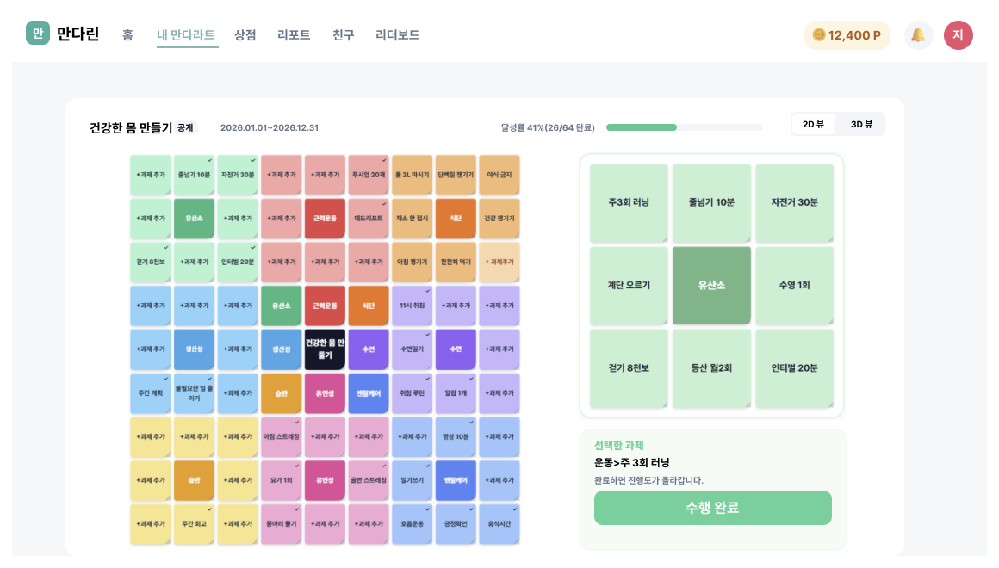 만 만다린 홈 내 만다라트 상점 리포트 친구 리더보드 12,400 P 지
건강한 몸 만들기 공개 2026.01.01~2026.12.31 달성률 41%(26/64 완료) 2D 뷰 3D 뷰
+과제 추가 줄넘기 10분 자전거 30분 +과제 추가 +과제 추가 푸시업 20개 물 2L 마시기 단백질 챙기기 야식 금지
+과제 추가 유산소 +과제 추가 +과제 추가 근력운동 데드리프트 채소 한 접시 식단 건강 챙기기
걷기 8천보 +과제 추가 인터벌 20분 +과제 추가 +과제 추가 +과제 추가 아침 챙기기 천천히 먹기 + 과제추가
+과제 추가 +과제 추가 +과제 추가 유산소 근력운동 식단 11시 취침 +과제 추가 +과제 추가
+과제 추가 생산성 +과제 추가 생산성 건강한 몸 만
들기 수면 수면일기 수면 +과제 추가
주간 계획 불필요한 일 줄
이기 +과제 추가 습관 유연성 멘탈케어 취침 루틴 알람 1개 +과제 추가
+과제 추가 +과제 추가 +과제 추가 아침 스트레칭 +과제 추가 +과제 추가 +과제 추가 명상 10분 +과제 추가
+과제 추가 습관 +과제 추가 요가 1회 유연성 골반 스트레칭 일기쓰기 멘탈케어 +과제 추가
+과제 추가 주간 회고 +과제 추가 종아리 풀기 +과제 추가 +과제 추가 호흡운동 긍정확언 휴식시간
주3회 러닝 줄넘기 10분 자전거 30분
계단 오르기 유산소 수영 1회
걷기 8천보 등산 월2회 인터벌 20분
선택한 과제
운동>주 3회 러닝
완료하면 진행도가 올라갑니다.
수행 완료